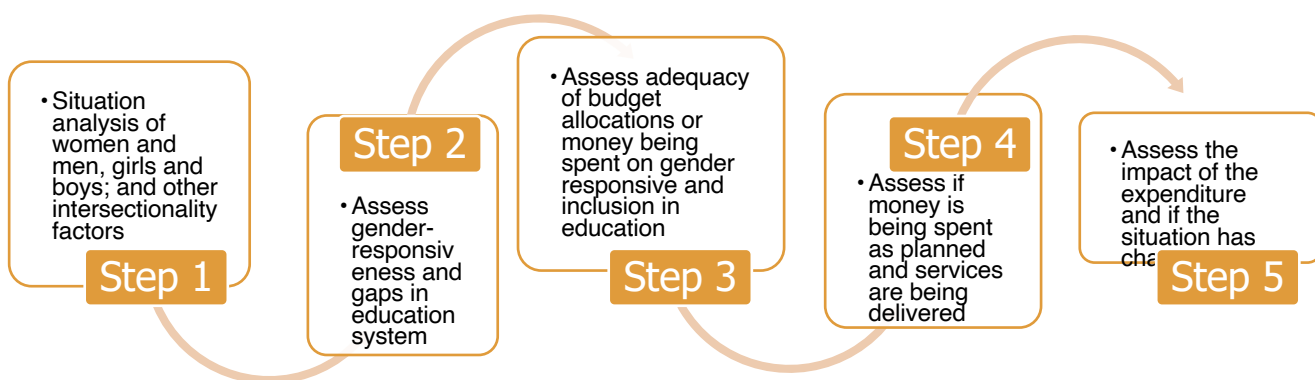 • Situation
analysis of
women and
men, girls and
boys; and other
intersectionality
factors
Step 1
Step 2
• Assess
gender-
responsiv
eness and
gaps in
education
system
• Assess adequacy
of budget
allocations or
money being
spent on gender
responsive and
inclusion in
education
Step 3
Step 4
• Assess if
money is
being spent
as planned
and services
are being
delivered
• Assess the
impact of the
expenditure
and if the
situation has
Step 5